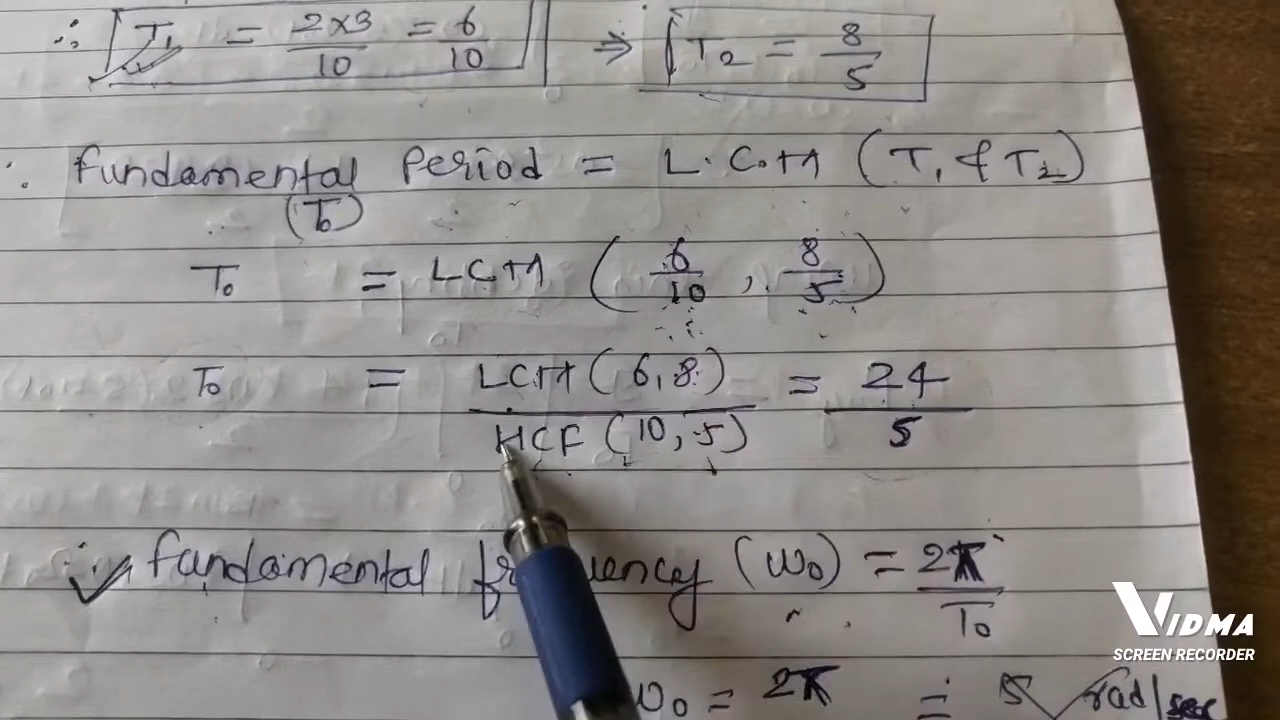 ∴ T₁ = 2×3/10 = 6/10 ⇒ T₂ = 8/5
∴ Fundamental Period = L.C.M (T₁ & T₂)
(T₀)
T₀ = LCM (6/10, 8/5)
T₀ = LCM(6,8)/HCF(10,5) = 24/5
∴ Fundamental (ω₀) = 2π/T₀
ω₀ = 2π = 5 rad/sec
VIDMA
SCREEN RECORDER